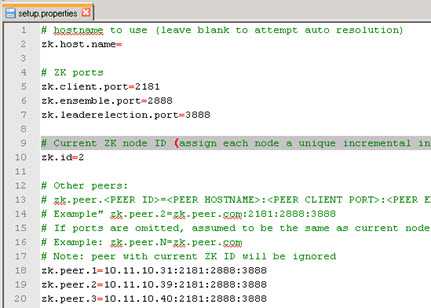 setup.properties
1 # hostname to use (leave blank to attempt auto resolution)
2 zk.host.name=
3
4 # ZK ports
5 zk.client.port=2181
6 zk.ensemble.port=2888
7 zk.leaderelection.port=3888
8
9 # Current ZK node ID (assign each node a unique incremental in
10 zk.id=2
11
12 # Other peers:
13 # zk.peer.<PEER ID>=<PEER HOSTNAME>:<PEER CLIENT PORT>:<PEER E
14 # Example" zk.peer.2=zk.peer.com:2181:2888:3888
15 # If ports are omitted, assumed to be the same as current node
16 # Example: zk.peer.N=zk.peer.com
17 # Note: peer with current ZK ID will be ignored
18 zk.peer.1=10.11.10.31:2181:2888:3888
19 zk.peer.2=10.11.10.39:2181:2888:3888
20 zk.peer.3=10.11.10.40:2181:2888:3888